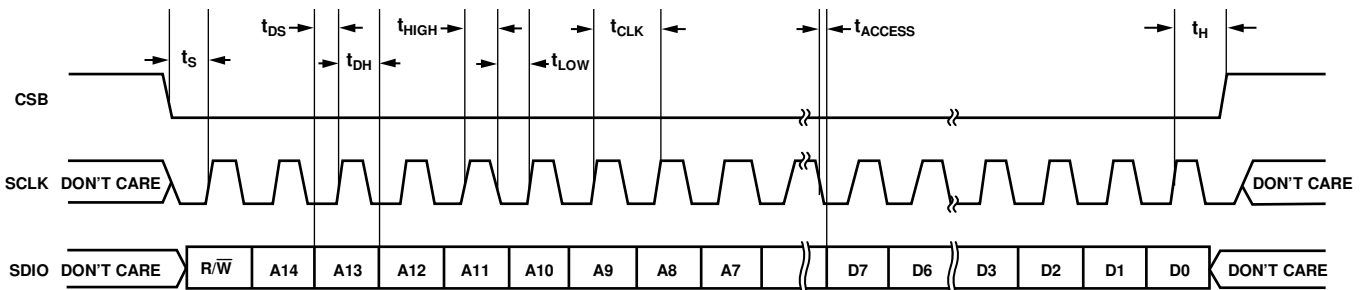 tDS tHIGH tCLK tACCESS tH
tS tDH tLOW
CSB
SCLK DON'T CARE DON'T CARE
SDIO DON'T CARE R/W̅ A14 A13 A12 A11 A10 A9 A8 A7 D7 D6 D3 D2 D1 D0 DON'T CARE